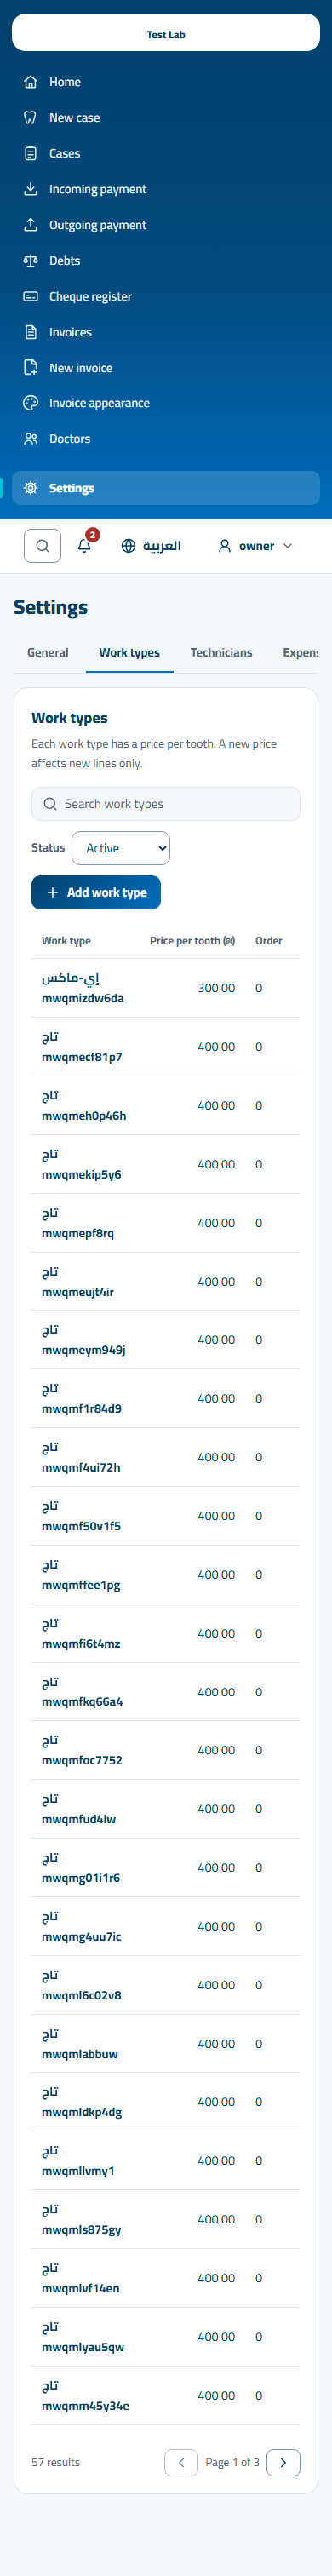 Test Lab
Home
New case
Cases
Incoming payment
Outgoing payment
Debts
Cheque register
Invoices
New invoice
Invoice appearance
Doctors
Settings
2
العربية
owner
Settings
General Work types Technicians Expens
Work types
Each work type has a price per tooth. A new price
affects new lines only.
Search work types
Status Active
Add work type
Work type Price per tooth (₪) Order
إي-ماكس
mwqmizdw6da 300.00 0
تاج
mwqmecf81p7 400.00 0
تاج
mwqmeh0p46h 400.00 0
تاج
mwqmekip5y6 400.00 0
تاج
mwqmepf8rq 400.00 0
تاج
mwqmeujt4ir 400.00 0
تاج
mwqmeym949j 400.00 0
تاج
mwqmf1r84d9 400.00 0
تاج
mwqmf4ui72h 400.00 0
تاج
mwqmf50v1f5 400.00 0
تاج
mwqmffee1pg 400.00 0
تاج
mwqmfi6t4mz 400.00 0
تاج
mwqmfkq66a4 400.00 0
تاج
mwqmfoc7752 400.00 0
تاج
mwqmfud4lw 400.00 0
تاج
mwqmg01i1r6 400.00 0
تاج
mwqmg4uu7ic 400.00 0
تاج
mwqml6c02v8 400.00 0
تاج
mwqmlabbuw 400.00 0
تاج
mwqmldkp4dg 400.00 0
تاج
mwqmllvmy1 400.00 0
تاج
mwqmls875gy 400.00 0
تاج
mwqmlvf14en 400.00 0
تاج
mwqmlyau5qw 400.00 0
تاج
mwqmm45y34e 400.00 0
57 results Page 1 of 3